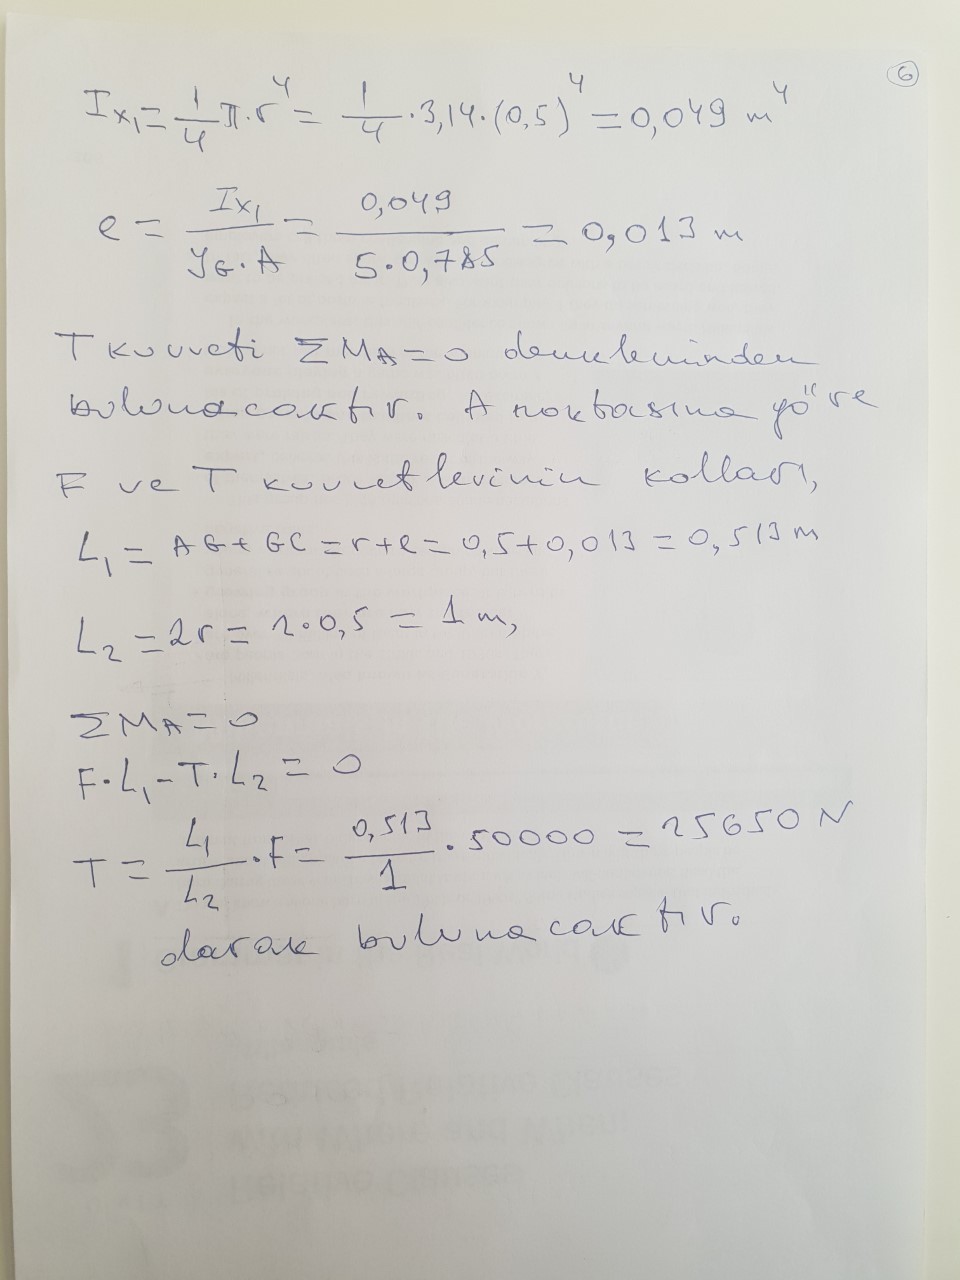 6
Ix₁ = 1/4 π·r⁴ = 1/4 · 3,14 · (0,5)⁴ = 0,049 m⁴
e = Ix₁ / (yG·A) = 0,049 / (5·0,785) = 0,013 m
T kuvveti ΣMA = 0 denkleminden
bulunacaktır. A noktasına göre
F ve T kuvvetlerinin kolları,
L₁ = AG + GC = r + e = 0,5 + 0,013 = 0,513 m
L₂ = 2r = 2·0,5 = 1 m,
ΣMA = 0
F·L₁ - T·L₂ = 0
T = L₁/L₂ · F = 0,513/1 · 50000 = 25650 N
olarak bulunacaktır.